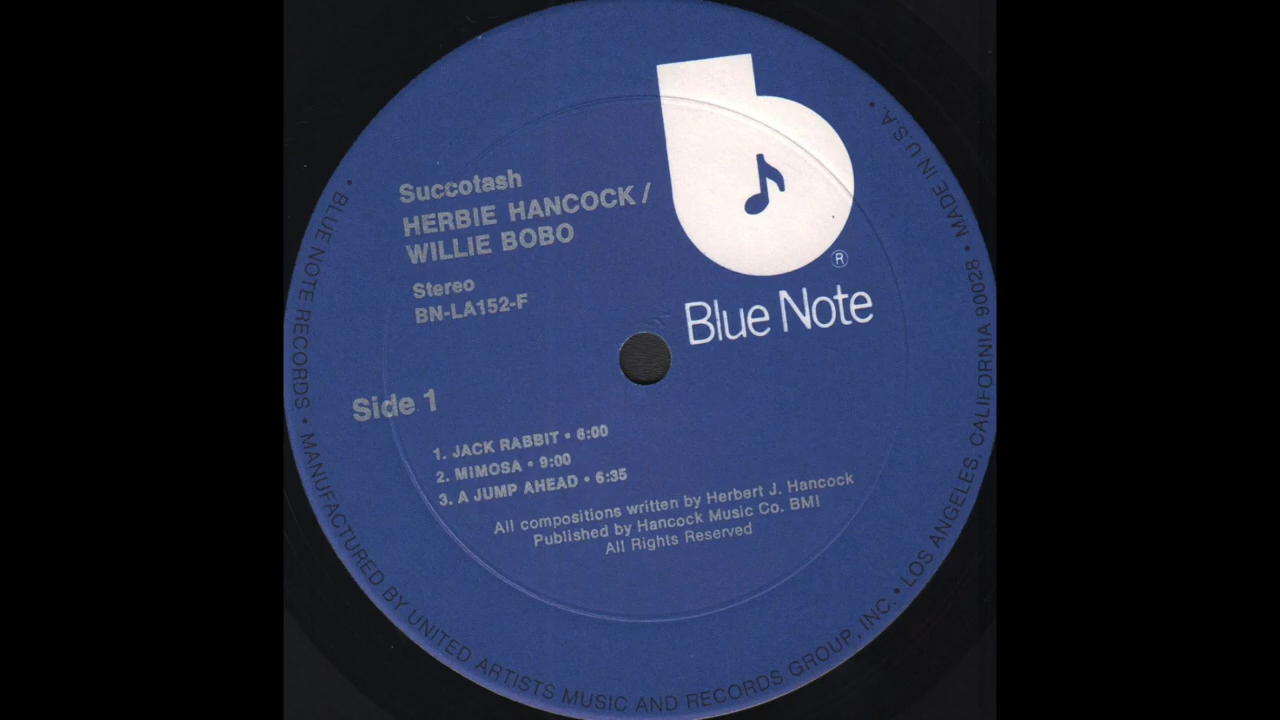 Succotash
HERBIE HANCOCK /
WILLIE BOBO
Stereo
BN-LA152-F
®
Blue Note
Side 1
1. JACK RABBIT • 6:00
2. MIMOSA • 9:00
3. A JUMP AHEAD • 6:35
All compositions written by Herbert J. Hancock
Published by Hancock Music Co. BMI
All Rights Reserved
• BLUE NOTE RECORDS • MANUFACTURED BY UNITED ARTISTS MUSIC AND RECORDS GROUP, INC. • LOS ANGELES, CALIFORNIA 90028 • MADE IN U.S.A. •